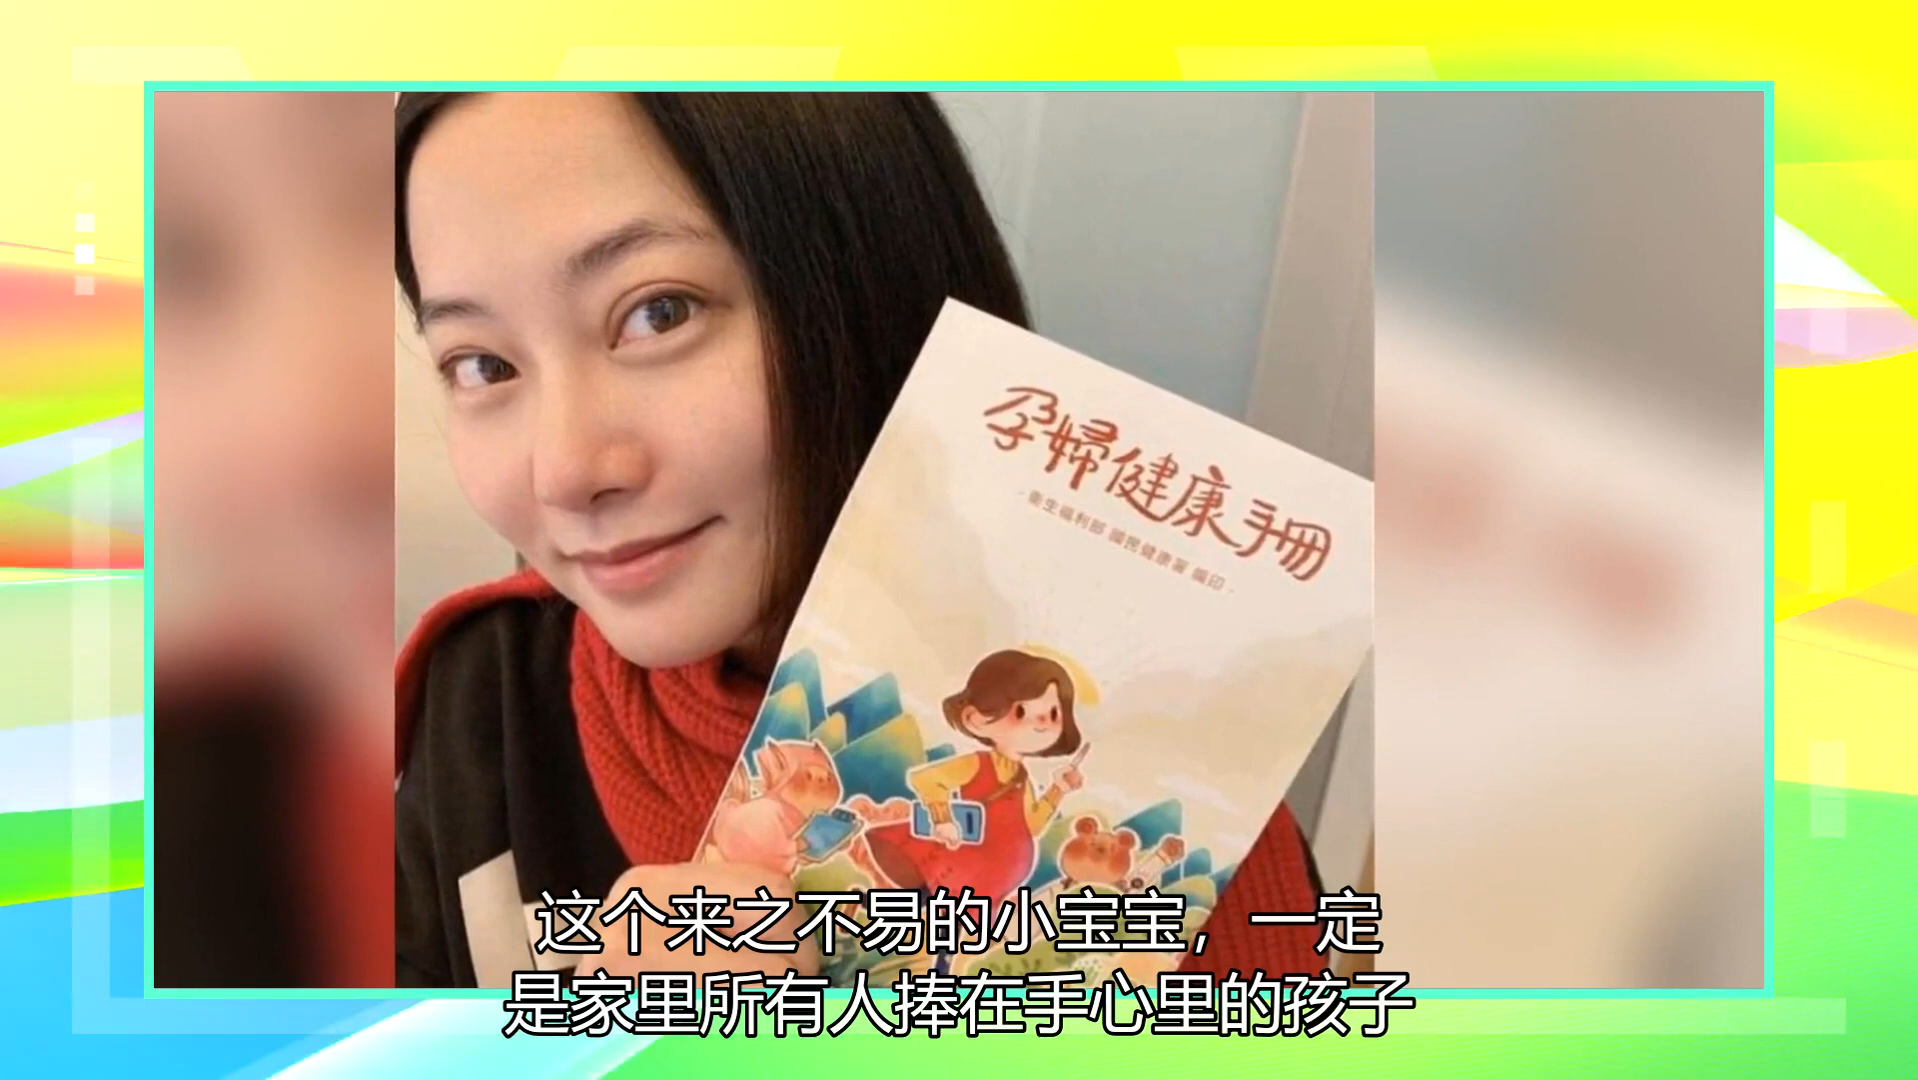 孕婦健康手冊
衛生福利部 國民健康署 編印
这个来之不易的小宝宝，一定
是家里所有人捧在手心里的孩子